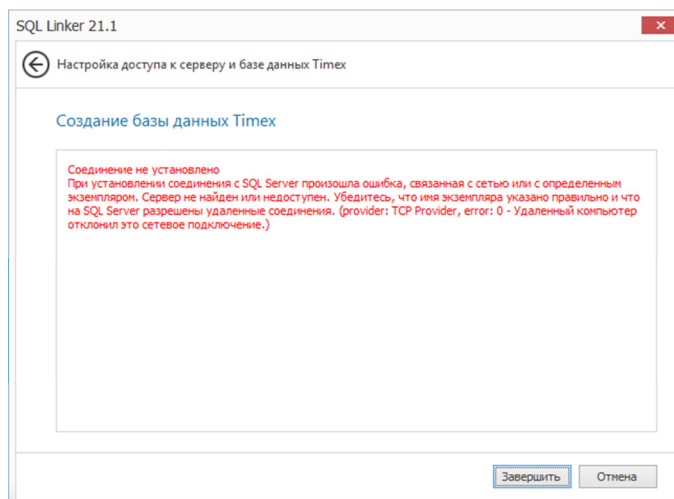 SQL Linker 21.1
Настройка доступа к серверу и базе данных Timex
Создание базы данных Timex
Соединение не установлено
При установлении соединения с SQL Server произошла ошибка, связанная с сетью или с определенным
экземпляром. Сервер не найден или недоступен. Убедитесь, что имя экземпляра указано правильно и что
на SQL Server разрешены удаленные соединения. (provider: TCP Provider, error: 0 - Удаленный компьютер
отклонил это сетевое подключение.)
Завершить Отмена